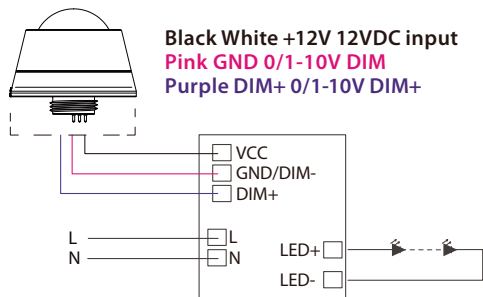 Black White +12V 12VDC input
Pink GND 0/1-10V DIM
Purple DIM+ 0/1-10V DIM+
VCC
GND/DIM-
DIM+
L
L
N
N
LED+
LED-